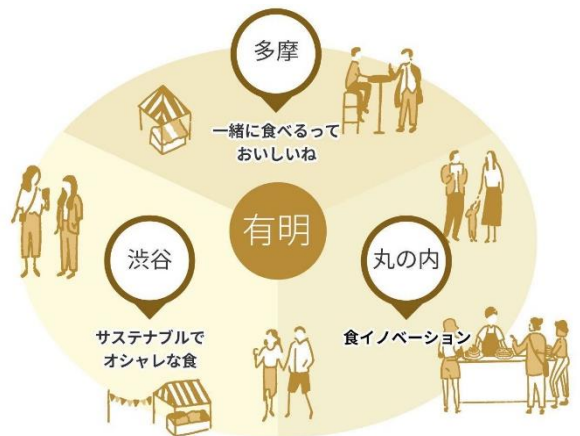 多摩
一緒に食べるって
おいしいね
有明
渋谷
サステナブルで
オシャレな食
丸の内
食イノベーション